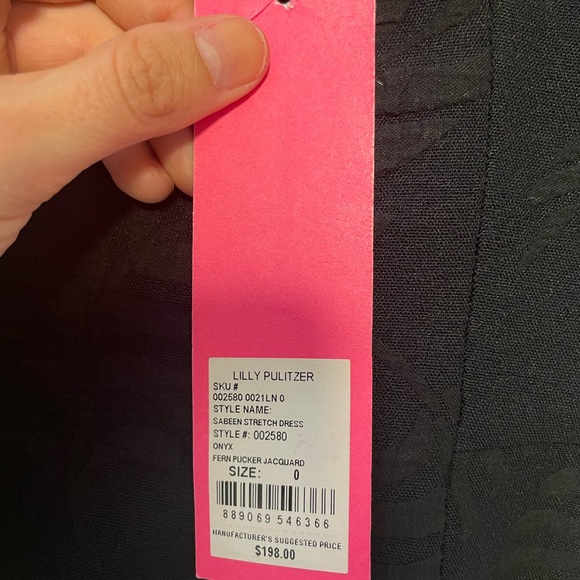 LILLY PULITZER
SKU #
002580 0021LN 0
STYLE NAME:
SABEEN STRETCH DRESS
STYLE #: 002580
ONYX
FERN PUCKER JACQUARD
SIZE: 0
889069 546366
MANUFACTURER'S SUGGESTED PRICE
$198.00